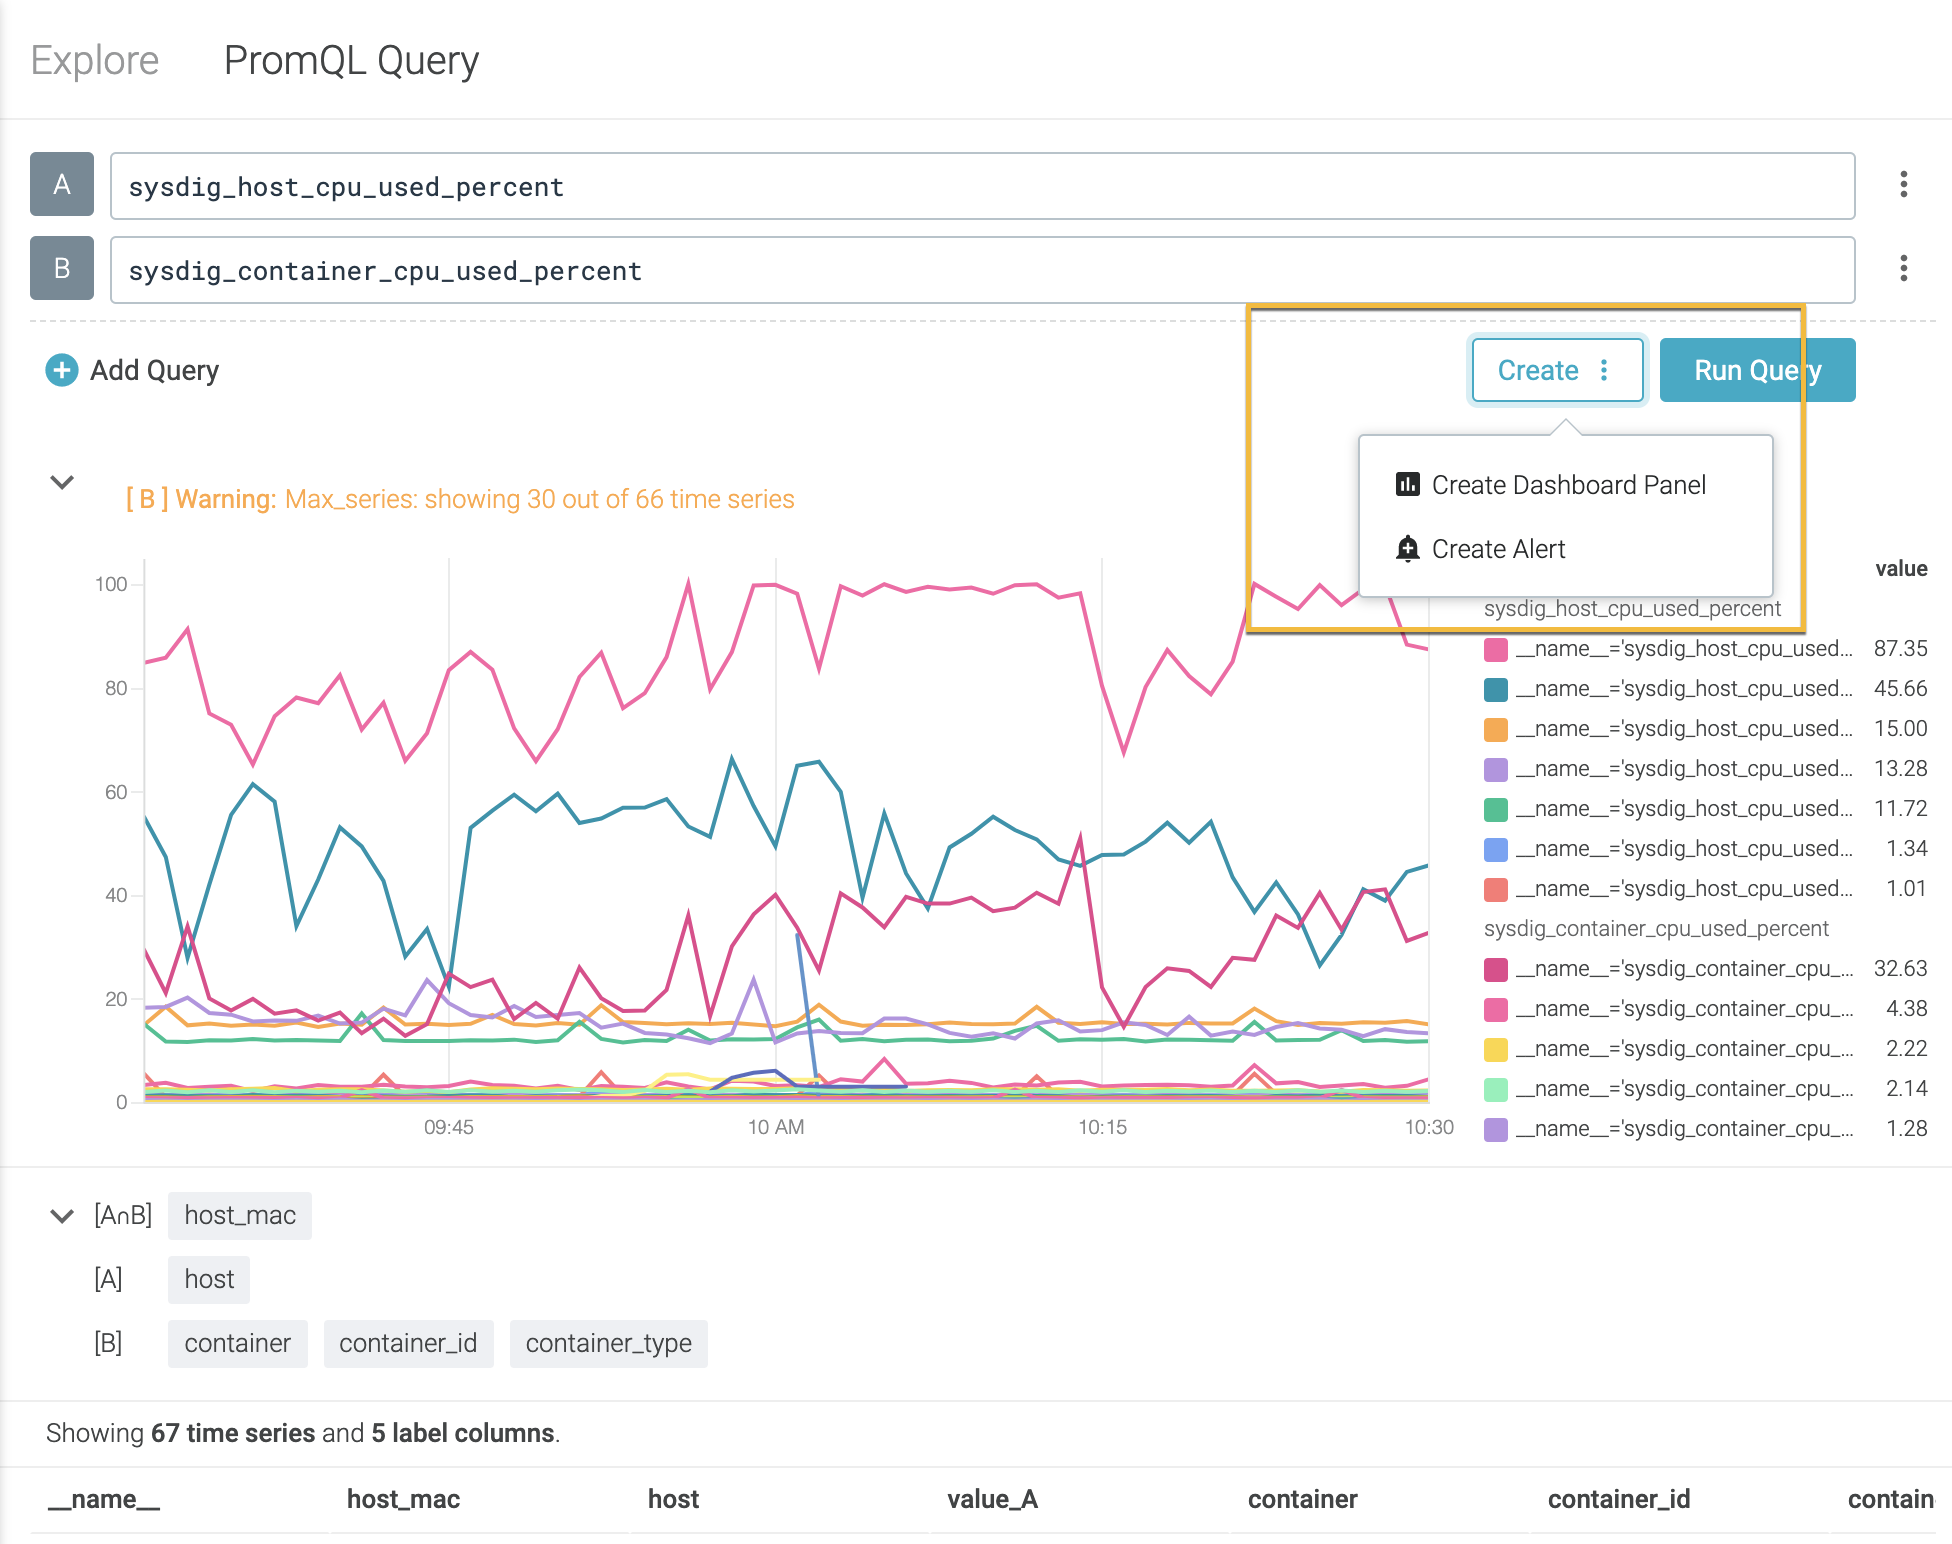 Explore PromQL Query
A sysdig_host_cpu_used_percent
B sysdig_container_cpu_used_percent
Add Query Create Run Query
Create Dashboard Panel
Create Alert
[ B ] Warning: Max_series: showing 30 out of 66 time series
value
sysdig_host_cpu_used_percent
__name__='sysdig_host_cpu_used... 87.35
__name__='sysdig_host_cpu_used... 45.66
__name__='sysdig_host_cpu_used... 15.00
__name__='sysdig_host_cpu_used... 13.28
__name__='sysdig_host_cpu_used... 11.72
__name__='sysdig_host_cpu_used... 1.34
__name__='sysdig_host_cpu_used... 1.01
sysdig_container_cpu_used_percent
__name__='sysdig_container_cpu_... 32.63
__name__='sysdig_container_cpu_... 4.38
__name__='sysdig_container_cpu_... 2.22
__name__='sysdig_container_cpu_... 2.14
__name__='sysdig_container_cpu_... 1.28
100
80
60
40
20
0
09:45 10 AM 10:15 10:30
[A∩B] host_mac
[A] host
[B] container container_id container_type
Showing 67 time series and 5 label columns.
__name__ host_mac host value_A container container_id contain